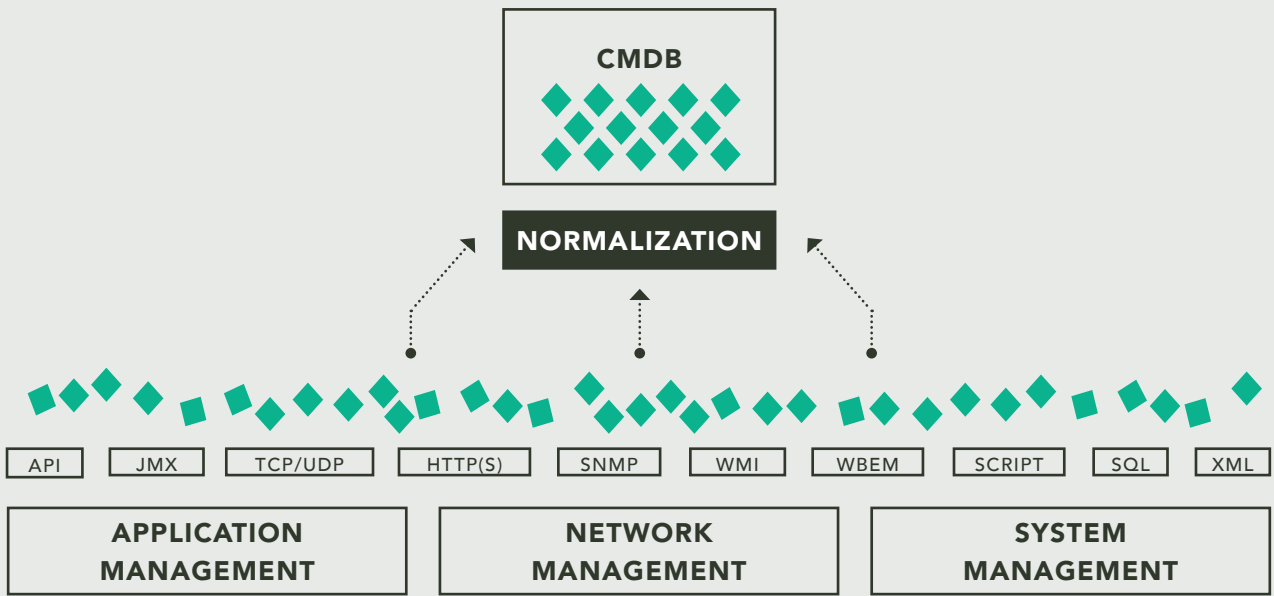 CMDB
NORMALIZATION
API
JMX
TCP/UDP
HTTP(S)
SNMP
WMI
WBEM
SCRIPT
SQL
XML
APPLICATION
MANAGEMENT
NETWORK
MANAGEMENT
SYSTEM
MANAGEMENT